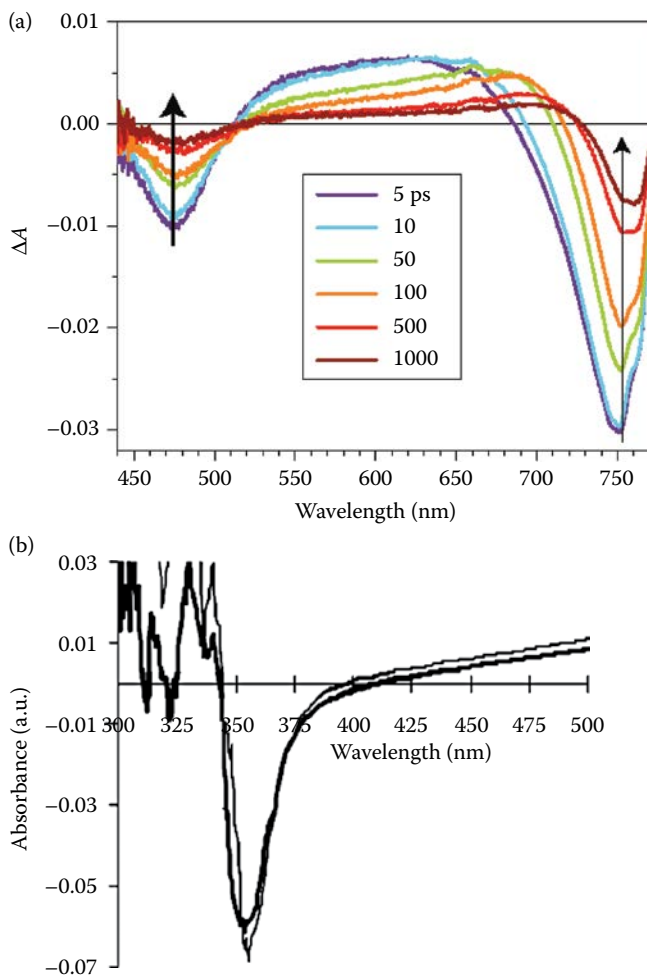 (a)
0.01
0.00
−0.01
−0.02
−0.03
ΔA
5 ps
10
50
100
500
1000
450 500 550 600 650 700 750
Wavelength (nm)
(b)
0.03
0.01
−0.01
−0.03
−0.05
−0.07
Absorbance (a.u.)
300 325 350 375 400 425 450 475 500
Wavelength (nm)